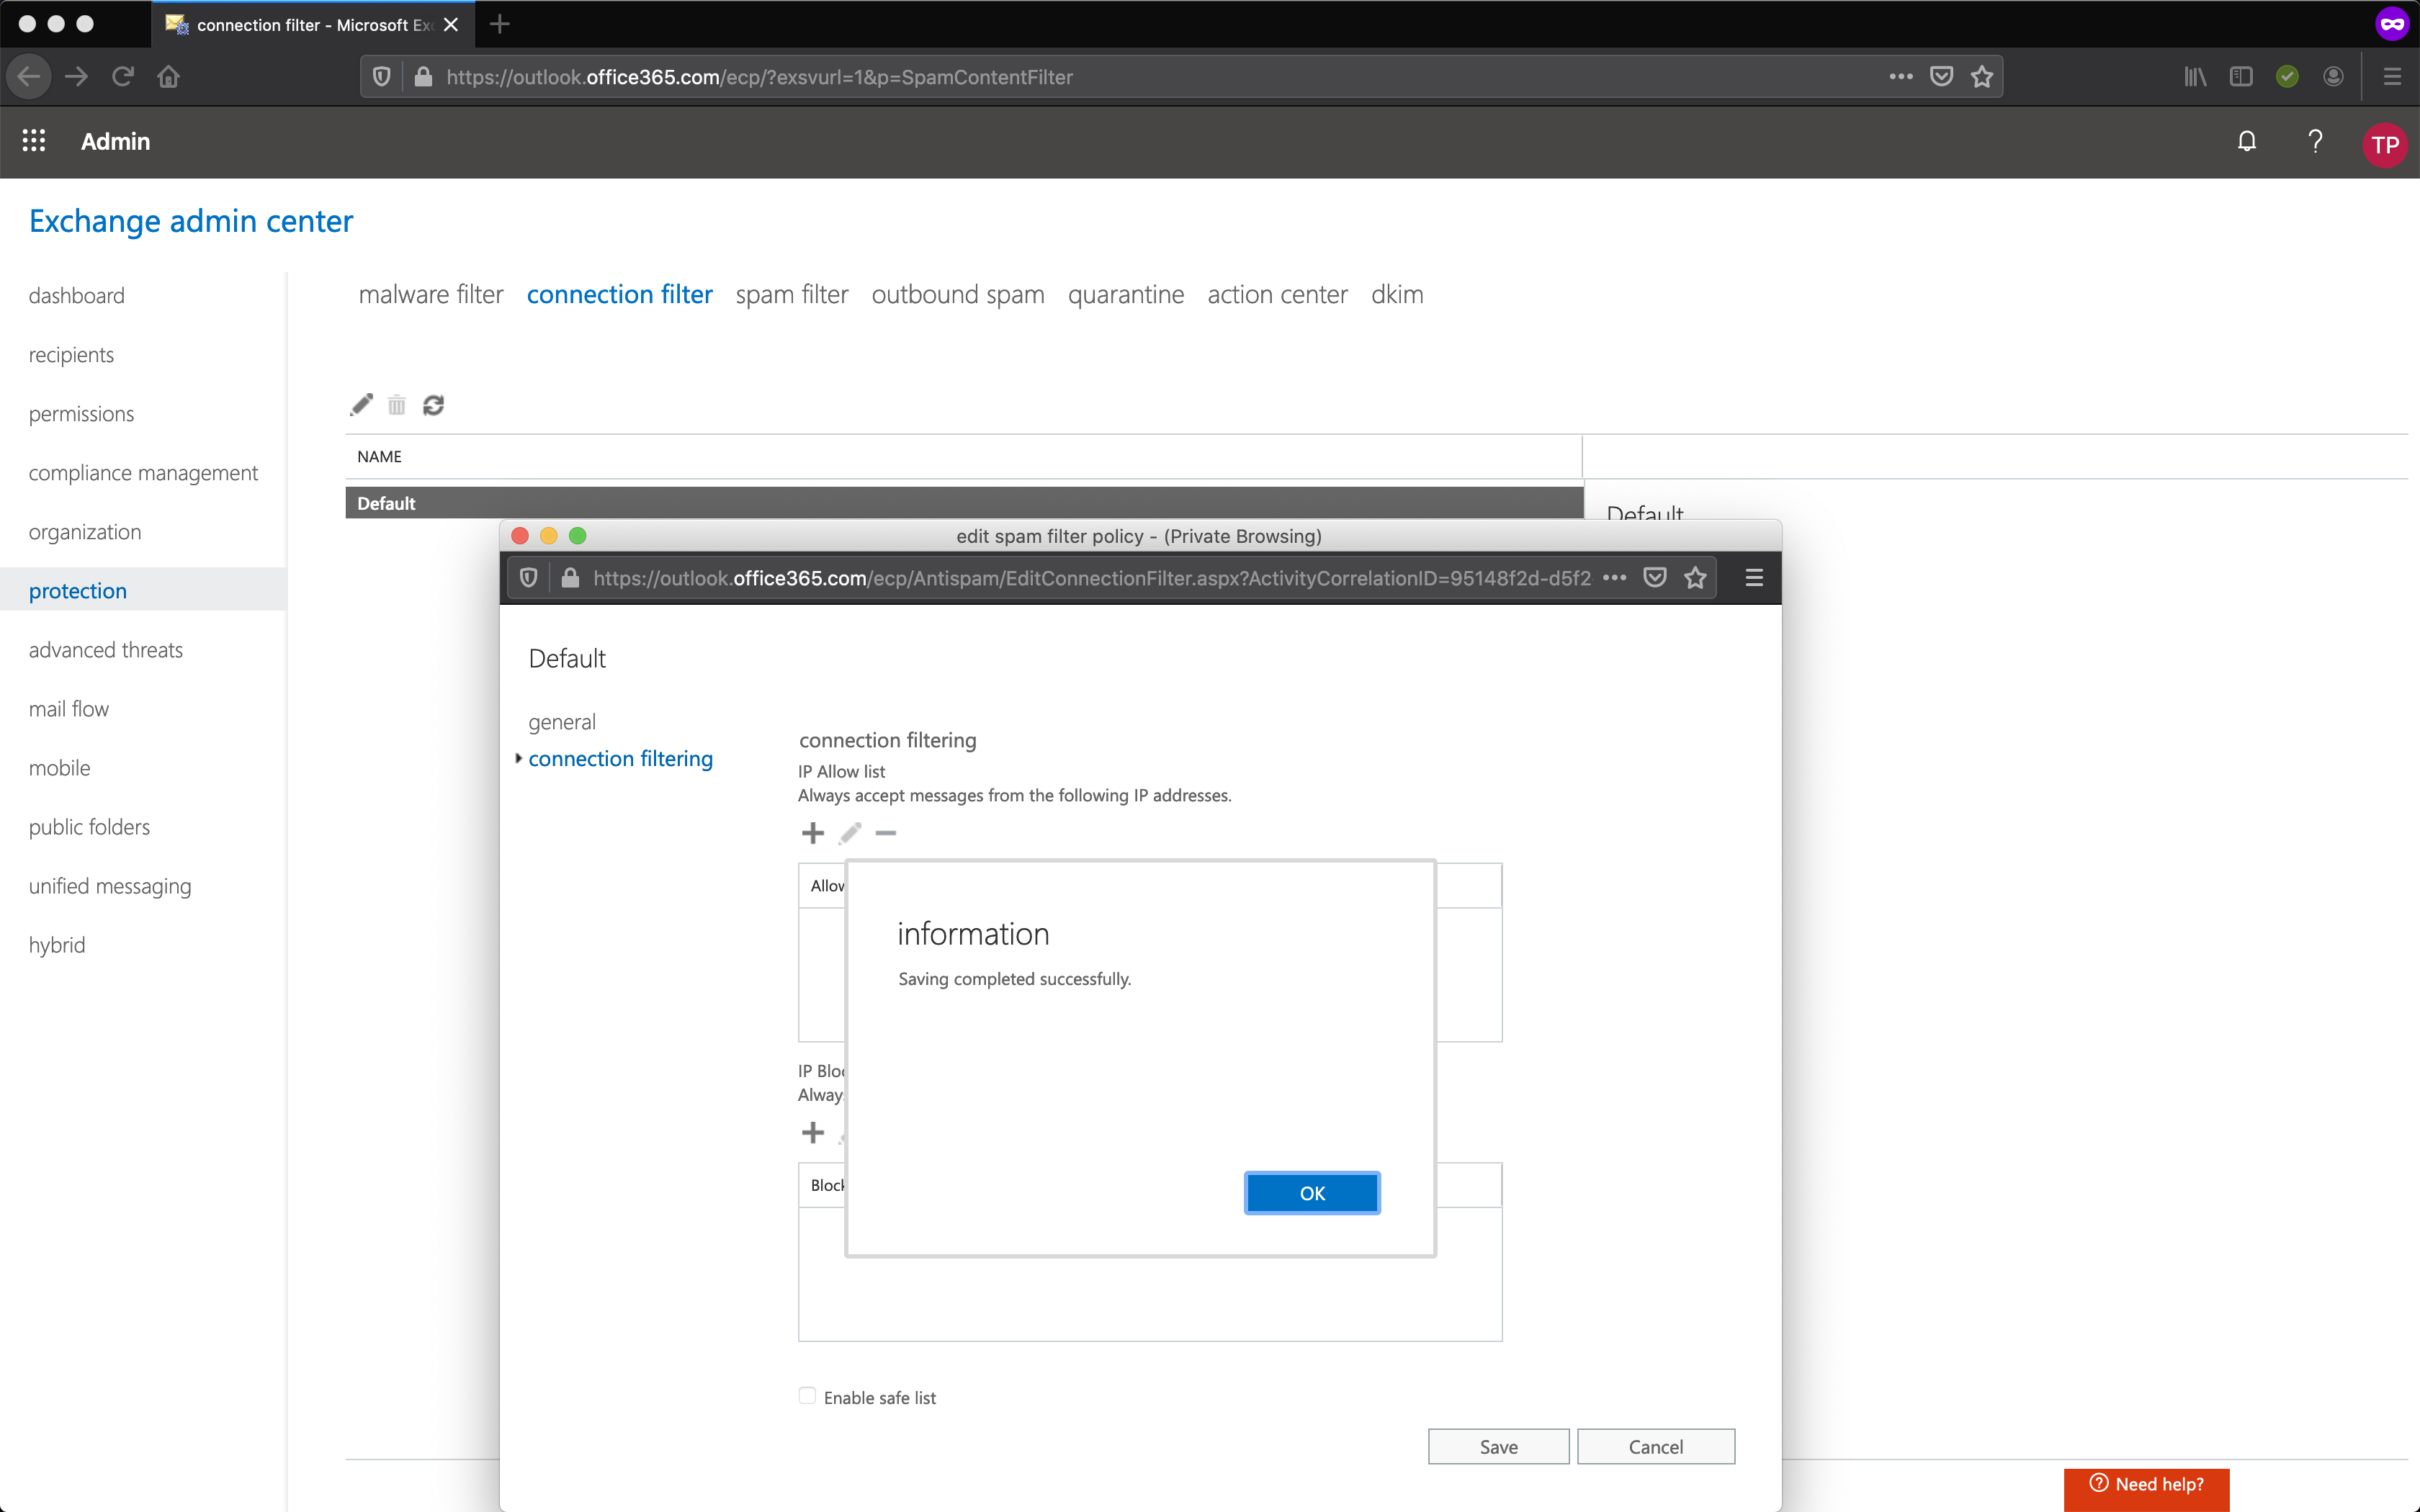 connection filter - Microsoft Exc
https://outlook.office365.com/ecp/?exsvurl=1&p=SpamContentFilter
Admin
TP
Exchange admin center
dashboard
recipients
permissions
compliance management
organization
protection
advanced threats
mail flow
mobile
public folders
unified messaging
hybrid
malware filter connection filter spam filter outbound spam quarantine action center dkim
NAME
Default
Default
edit spam filter policy - (Private Browsing)
https://outlook.office365.com/ecp/Antispam/EditConnectionFilter.aspx?ActivityCorrelationID=95148f2d-d5f2
Default
general
connection filtering
connection filtering
IP Allow list
Always accept messages from the following IP addresses.
Allow
information
Saving completed successfully.
OK
IP Bloc
Always
Block
Enable safe list
Save Cancel
Need help?